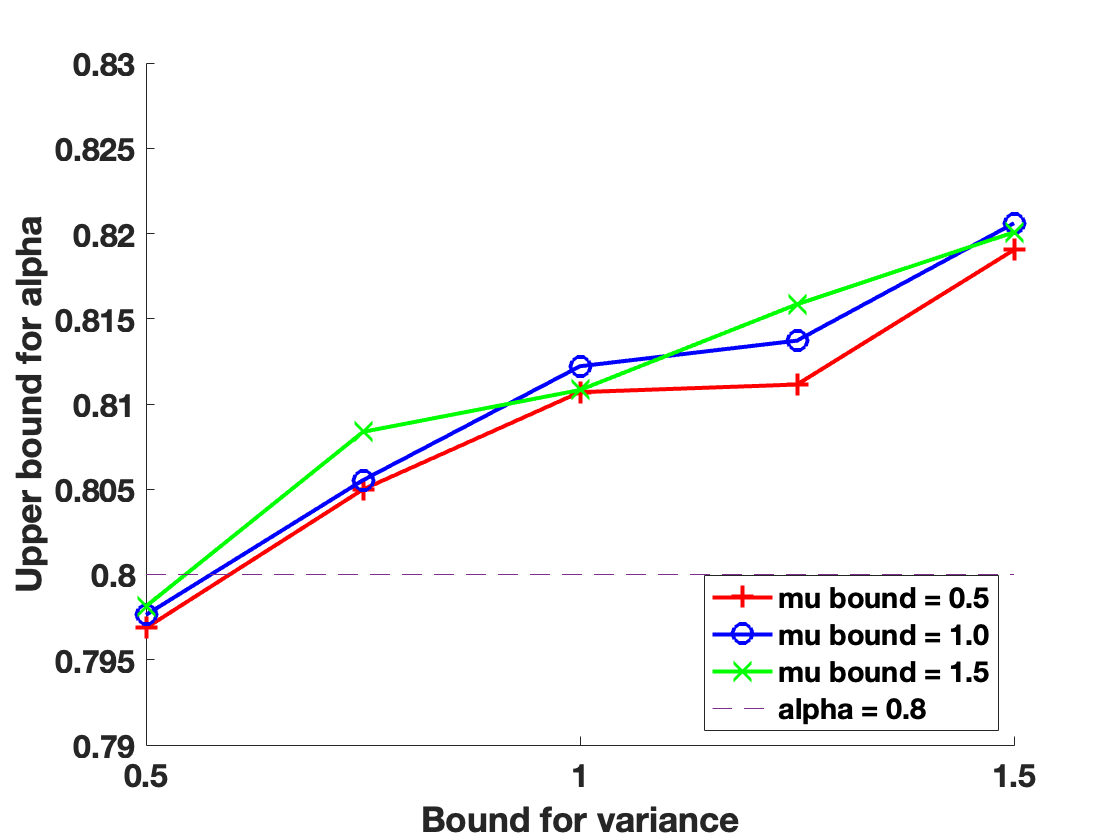 0.83
0.825
0.82
0.815
0.81
0.805
0.8
0.795
0.79
Upper bound for alpha
0.5
1
1.5
Bound for variance
mu bound = 0.5
mu bound = 1.0
mu bound = 1.5
alpha = 0.8